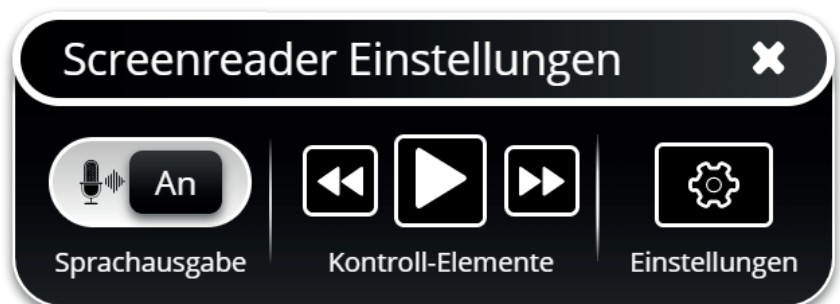 Screenreader Einstellungen
An
Sprachausgabe
Kontroll-Elemente
Einstellungen